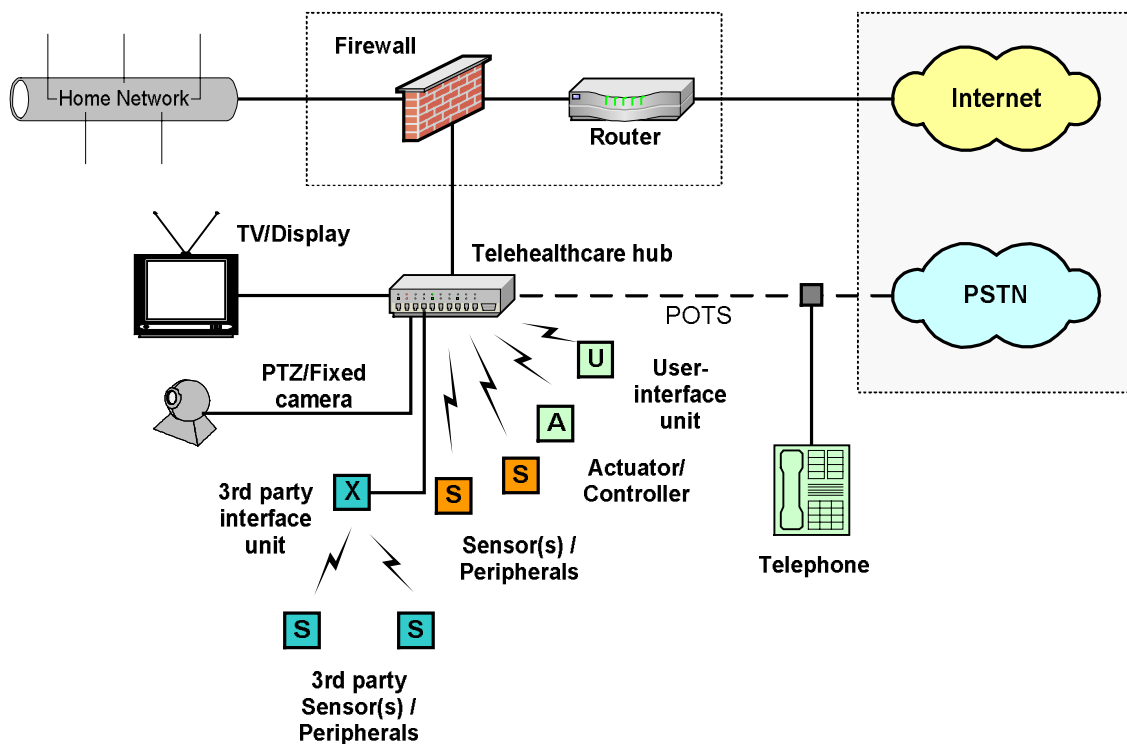 Firewall
Home Network
Internet
Router
TV/Display
Telehealthcare hub
PSTN
POTS
U
PTZ/Fixed
camera
User-
interface
unit
A
Actuator/
Controller
S
S
X
3rd party
interface
unit
Sensor(s) /
Peripherals
Telephone
S
S
3rd party
Sensor(s) /
Peripherals